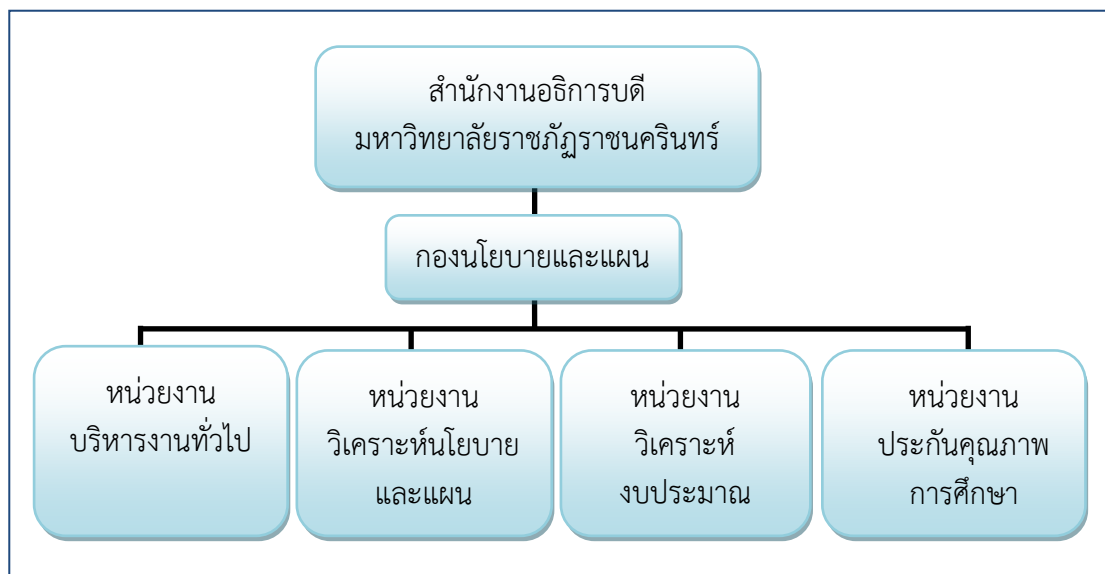 สำนักงานอธิการบดี
มหาวิทยาลัยราชภัฏราชนครินทร์
กองนโยบายและแผน
หน่วยงาน
บริหารงานทั่วไป
หน่วยงาน
วิเคราะห์นโยบาย
และแผน
หน่วยงาน
วิเคราะห์
งบประมาณ
หน่วยงาน
ประกันคุณภาพ
การศึกษา